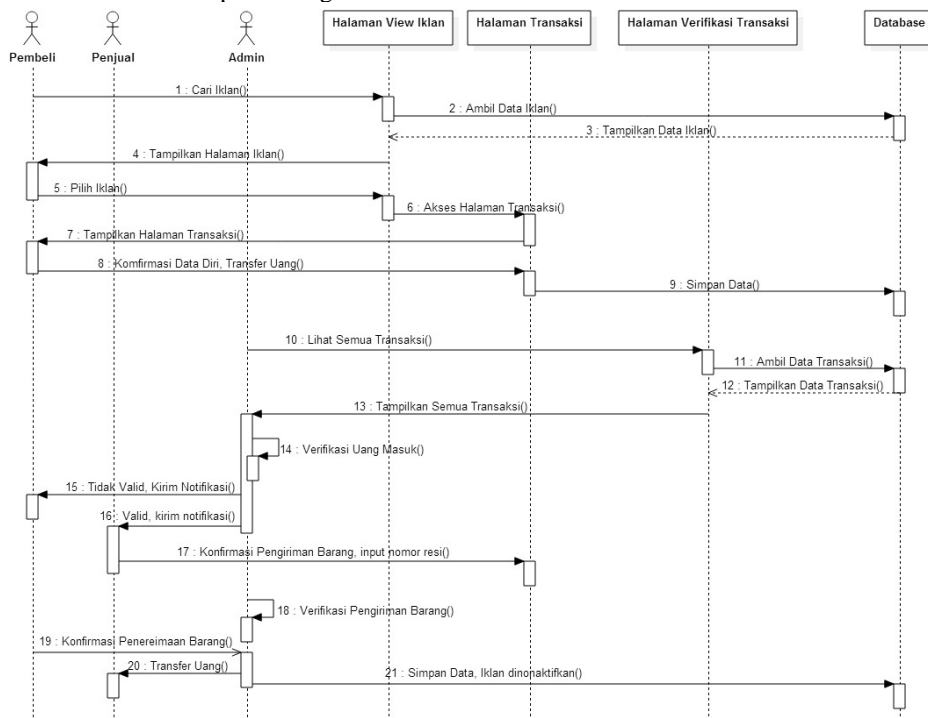 Halaman View Iklan
Halaman Transaksi
Halaman Verifikasi Transaksi
Database
Pembeli
Penjual
Admin
1 : Cari Iklan()
2 : Ambil Data Iklan()
3 : Tampilkan Data Iklan()
4 : Tampilkan Halaman Iklan()
5 : Pilih Iklan()
6 : Akses Halaman Transaksi()
7 : Tampilkan Halaman Transaksi()
8 : Komfirmasi Data Diri, Transfer Uang()
9 : Simpan Data()
10 : Lihat Semua Transaksi()
11 : Ambil Data Transaksi()
12 : Tampilkan Data Transaksi()
13 : Tampilkan Semua Transaksi()
14 : Verifikasi Uang Masuk()
15 : Tidak Valid, Kirim Notifikasi()
16 : Valid, kirim notifikasi()
17 : Konfirmasi Pengiriman Barang, input nomor resi()
18 : Verifikasi Pengiriman Barang()
19 : Konfirmasi Penereimaan Barang()
20 : Transfer Uang()
21 : Simpan Data, Iklan dinonaktifkan()